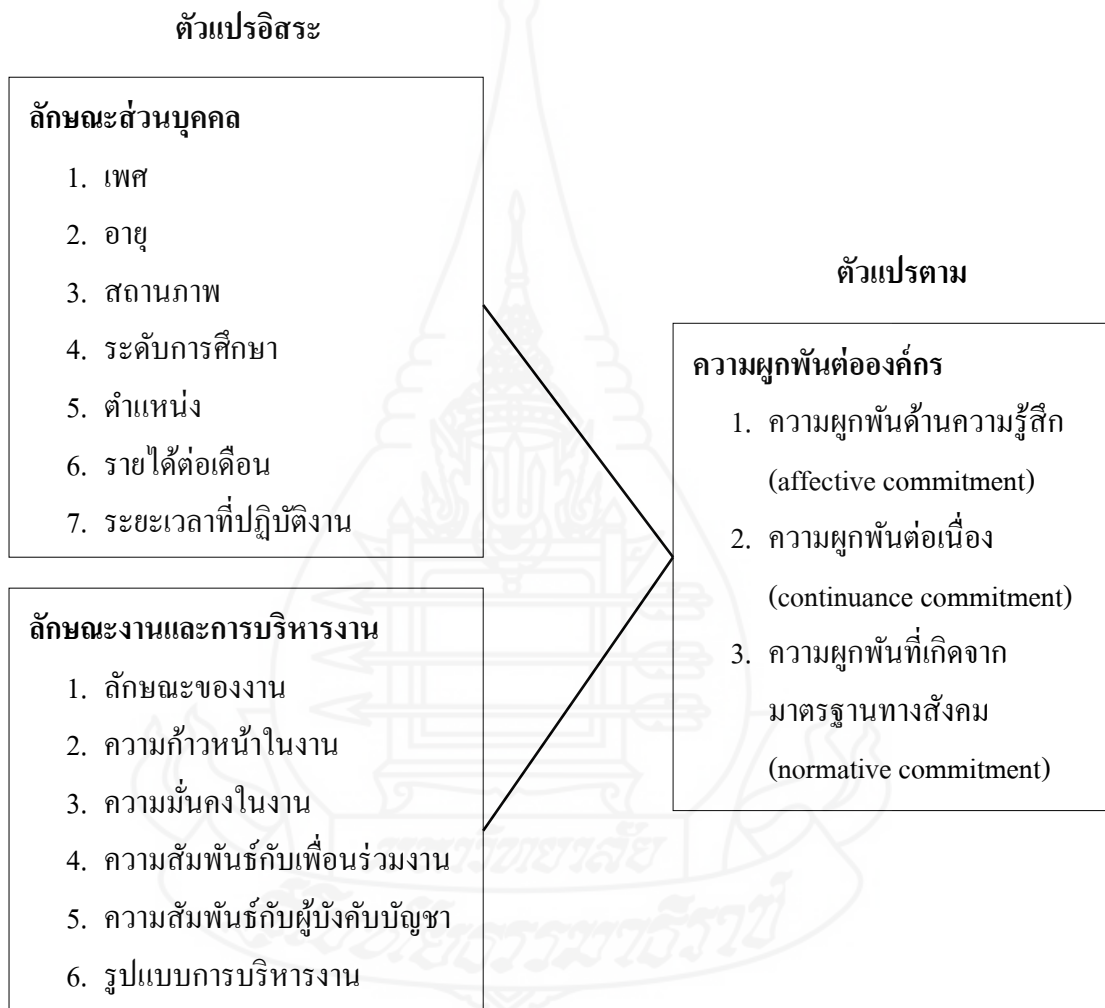 ตัวแปรอิสระ
ลักษณะส่วนบุคคล
1. เพศ
2. อายุ
3. สถานภาพ
4. ระดับการศึกษา
5. ตำแหน่ง
6. รายได้ต่อเดือน
7. ระยะเวลาที่ปฏิบัติงาน
ลักษณะงานและการบริหารงาน
1. ลักษณะของงาน
2. ความก้าวหน้าในงาน
3. ความมั่นคงในงาน
4. ความสัมพันธ์กับเพื่อนร่วมงาน
5. ความสัมพันธ์กับผู้บังคับบัญชา
6. รูปแบบการบริหารงาน
ตัวแปรตาม
ความผูกพันต่อองค์กร
1. ความผูกพันด้านความรู้สึก
(affective commitment)
2. ความผูกพันต่อเนื่อง
(continuance commitment)
3. ความผูกพันที่เกิดจาก
มาตรฐานทางสังคม
(normative commitment)